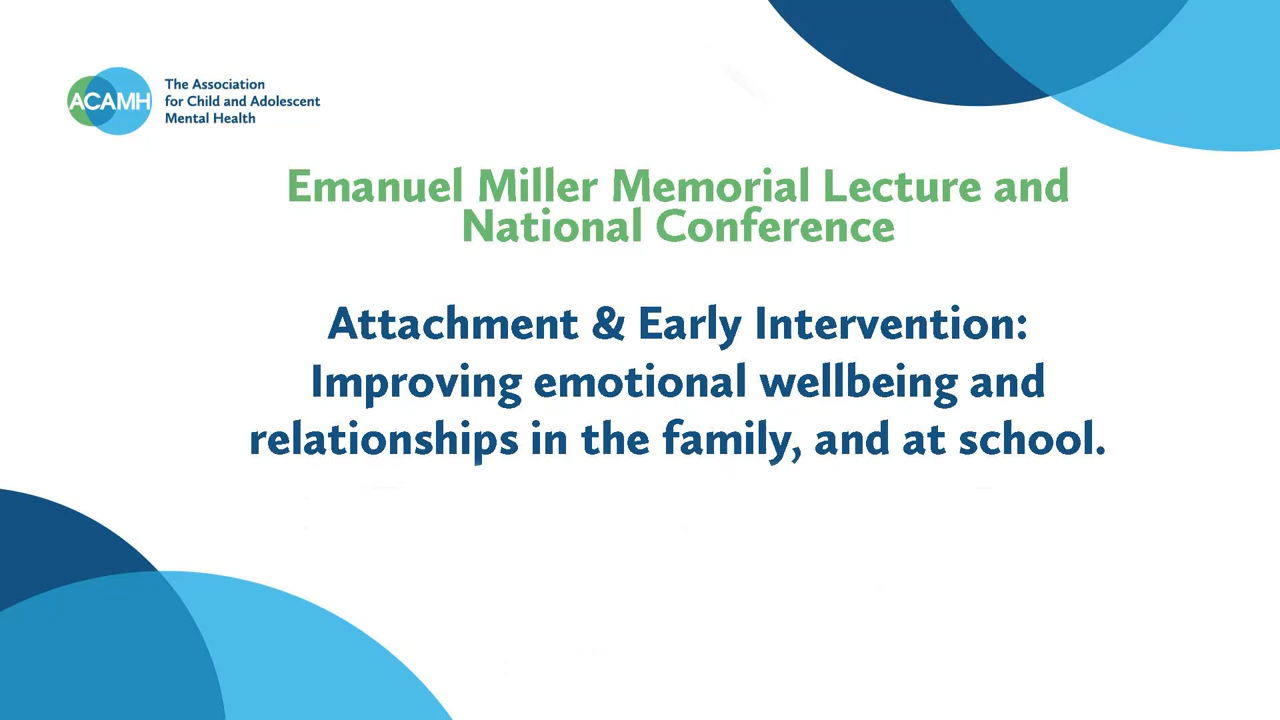 ACAMH
The Association
for Child and Adolescent
Mental Health
Emanuel Miller Memorial Lecture and
National Conference
Attachment & Early Intervention:
Improving emotional wellbeing and
relationships in the family, and at school.